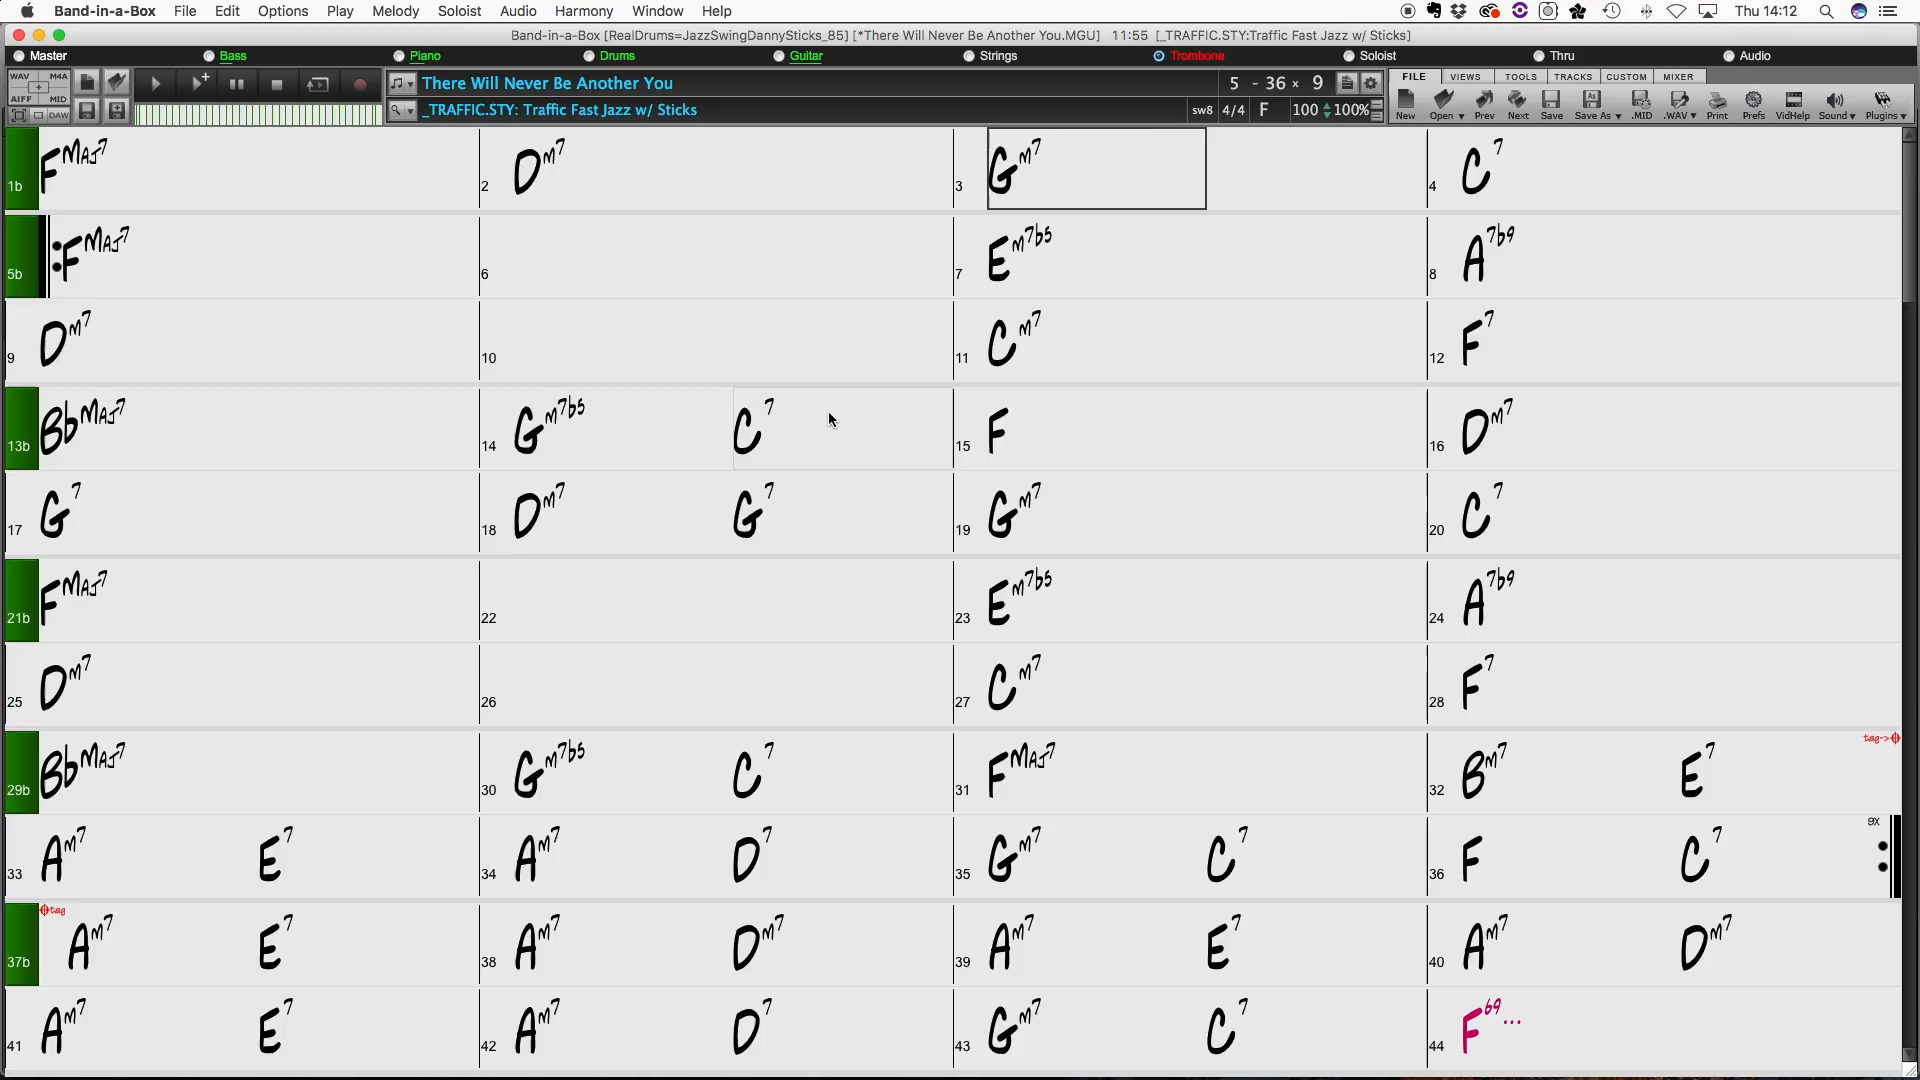 Band-in-a-Box File Edit Options Play Melody Soloist Audio Harmony Window Help Thu 14:12
Band-in-a-Box [RealDrums=JazzSwingDannySticks_85] [*There Will Never Be Another You.MGU] 11:55 [_TRAFFIC.STY:Traffic Fast Jazz w/ Sticks]
Master Bass Piano Drums Guitar Strings Trombone Soloist Thru Audio
WAV M4A AIFF MID DAW
There Will Never Be Another You 5 - 36 x 9
_TRAFFIC.STY: Traffic Fast Jazz w/ Sticks sw8 4/4 F 100 100%
FILE VIEWS TOOLS TRACKS CUSTOM MIXER
New Open Prev Next Save Save As .MID .WAV Print Prefs VidHelp Sound Plugins
1b FMAJ7 2 Dm7 3 Gm7 4 C7
5b FMAJ7 6 7 Em7b5 8 A7b9
9 Dm7 10 11 Cm7 12 F7
13b BbMAJ7 14 Gm7b5 C7 15 F 16 Dm7
17 G7 18 Dm7 G7 19 Gm7 20 C7
21b FMAJ7 22 23 Em7b5 24 A7b9
25 Dm7 26 27 Cm7 28 F7
tag->
29b BbMAJ7 30 Gm7b5 C7 31 FMAJ7 32 Bm7 E7
9X
33 Am7 E7 34 Am7 D7 35 Gm7 C7 36 F C7
tag
37b Am7 E7 38 Am7 Dm7 39 Am7 E7 40 Am7 Dm7
41 Am7 E7 42 Am7 D7 43 Gm7 C7 44 Fb9...